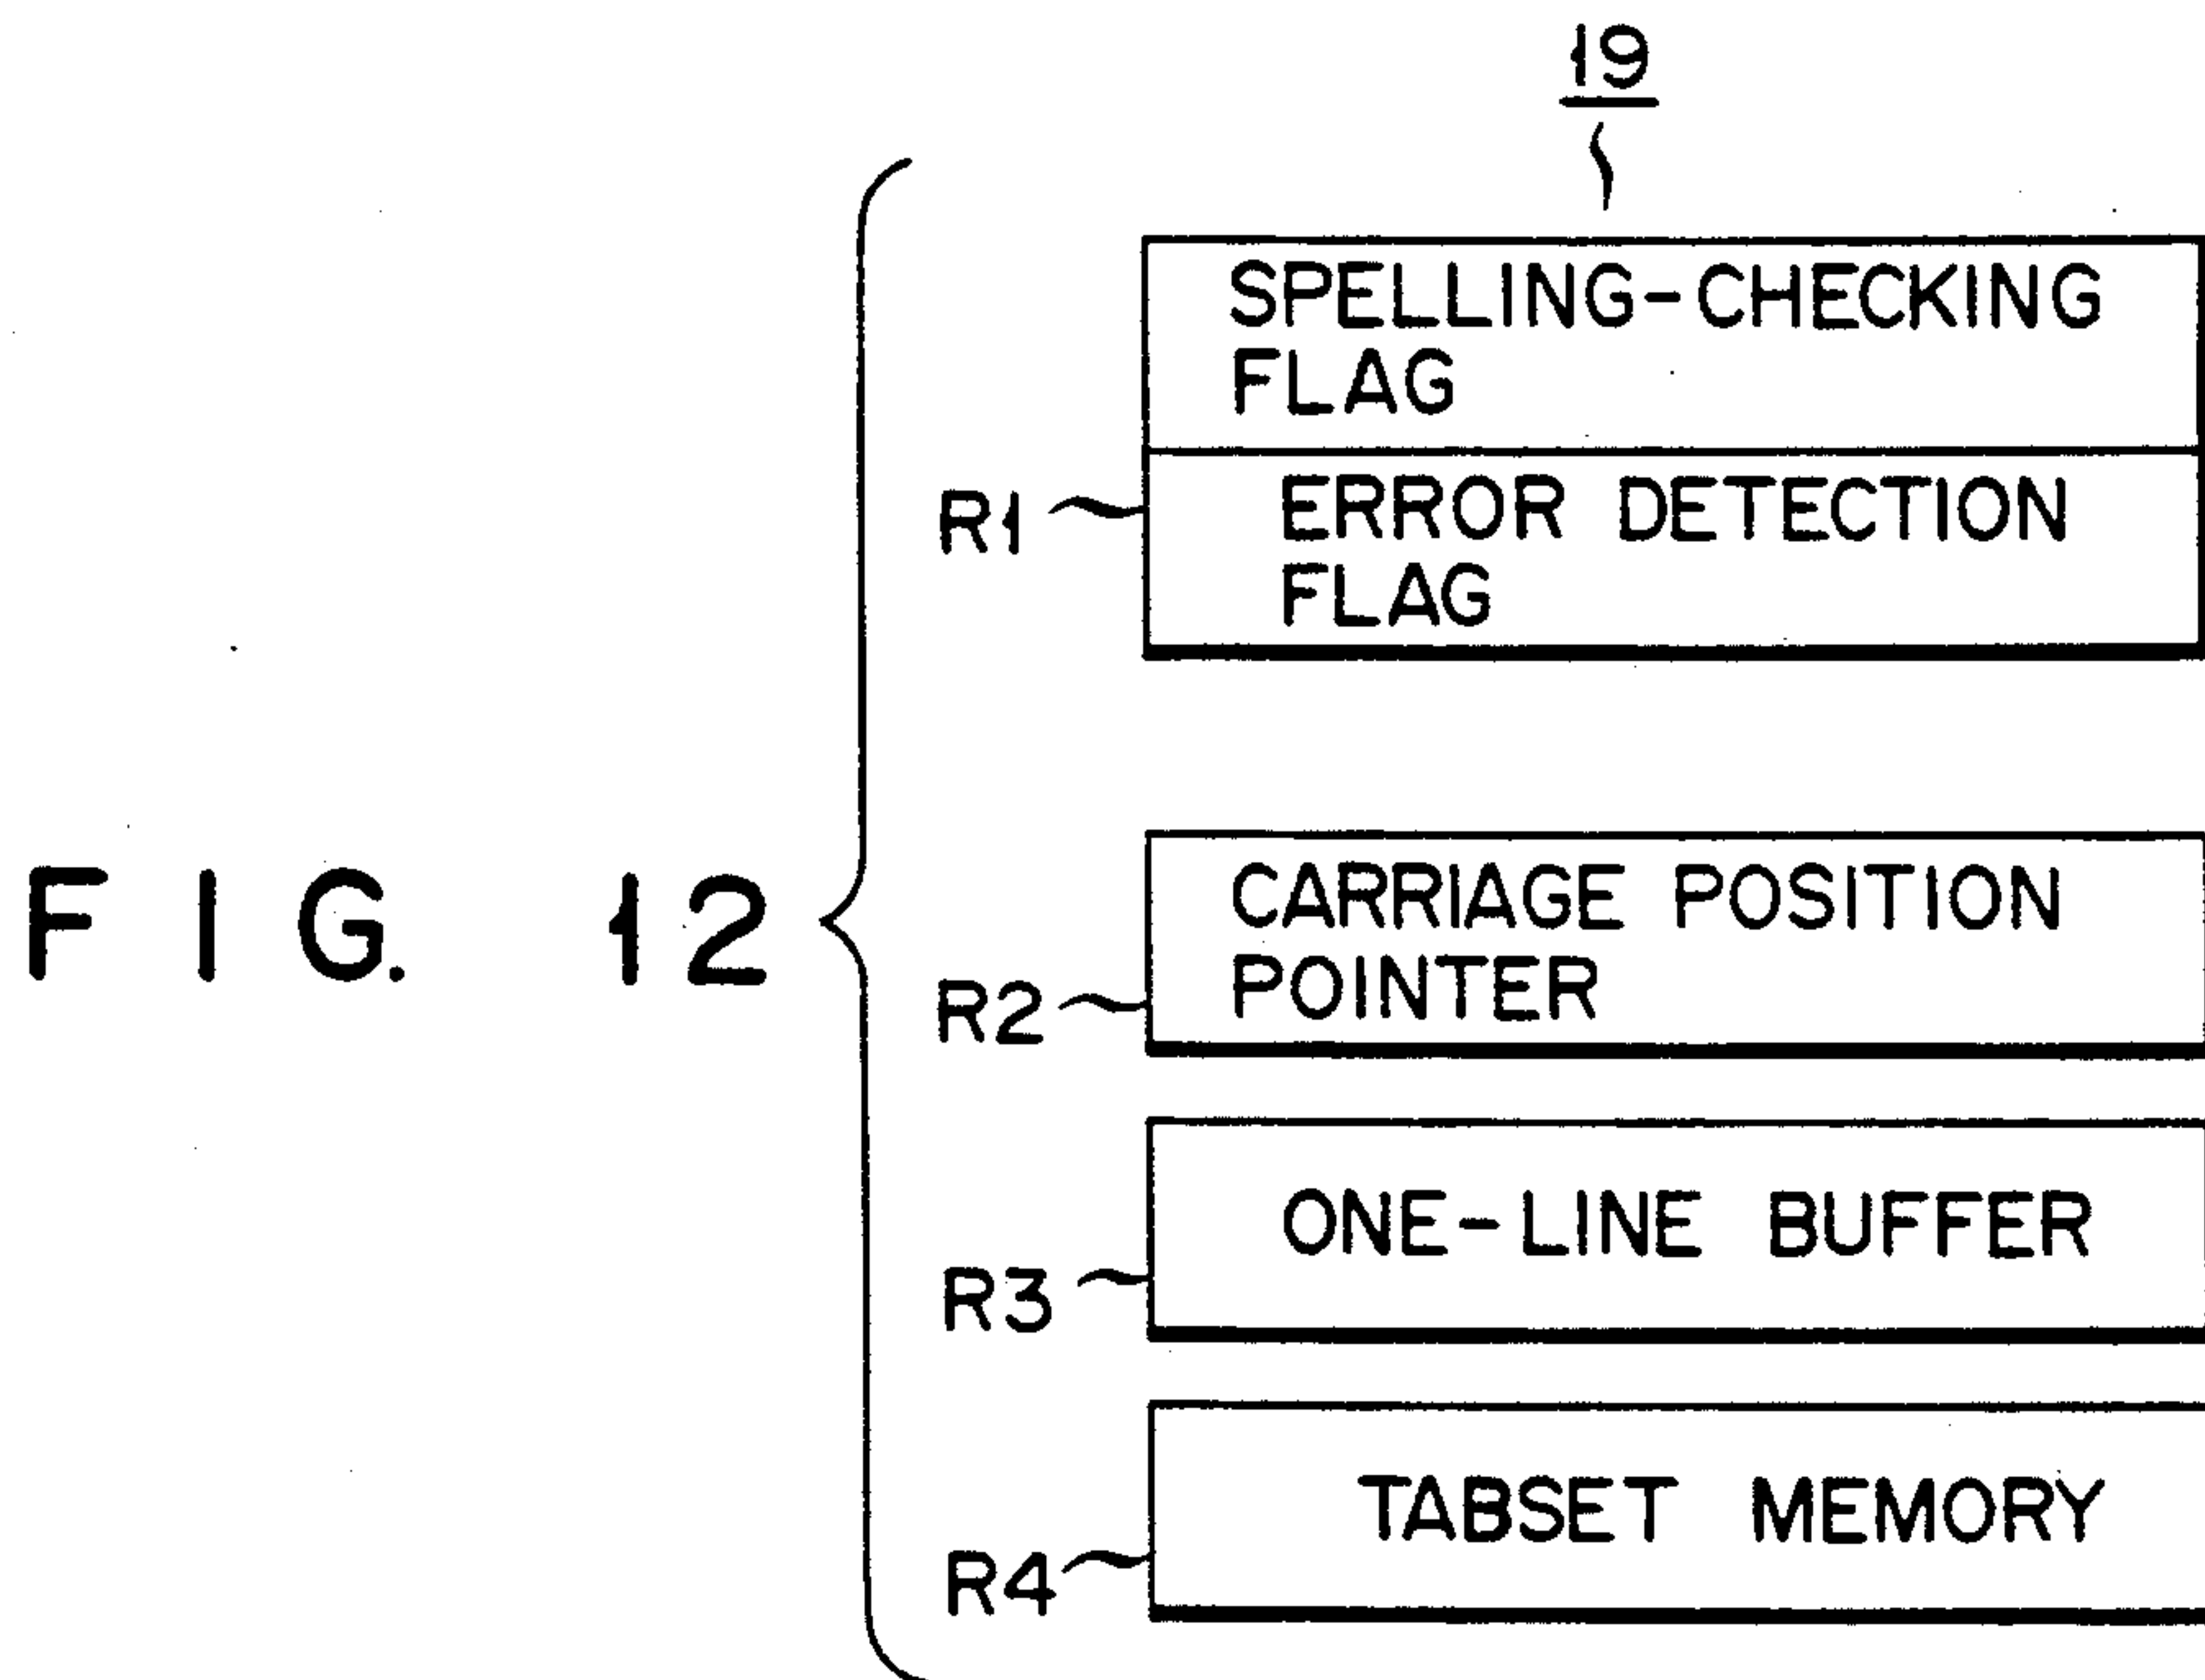 19
SPELLING-CHECKING
FLAG
R1
ERROR DETECTION
FLAG
FIG. 12
CARRIAGE POSITION
POINTER
R2
ONE-LINE BUFFER
R3
TABSET MEMORY
R4